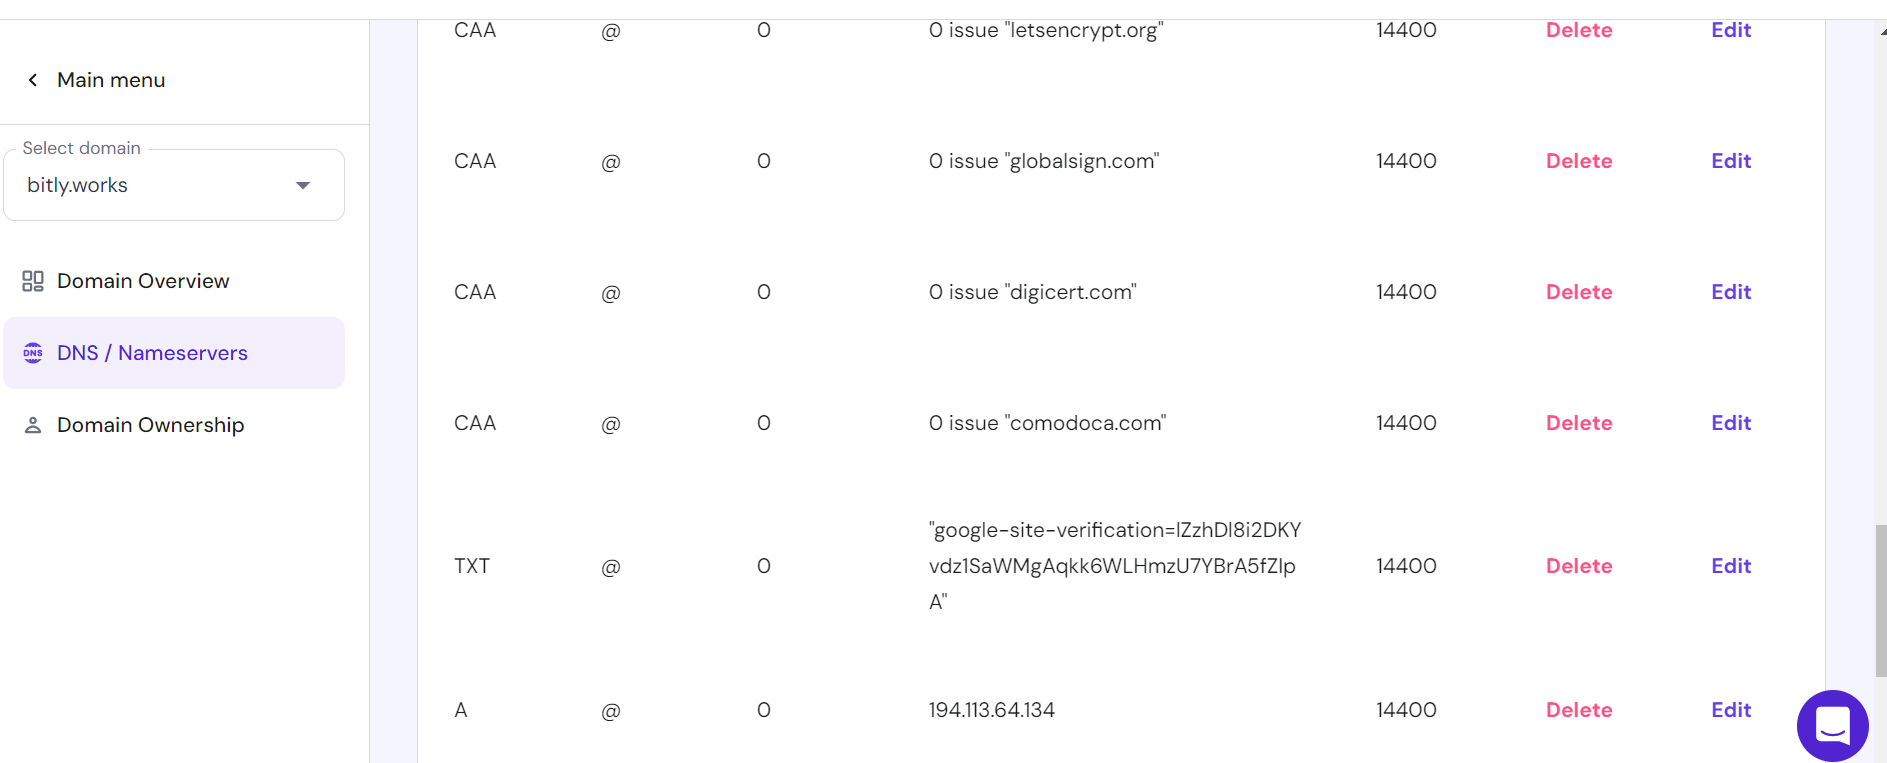 Main menu
Select domain
bitly.works
Domain Overview
DNS DNS / Nameservers
Domain Ownership
CAA @ 0 0 issue "letsencrypt.org" 14400 Delete Edit
CAA @ 0 0 issue "globalsign.com" 14400 Delete Edit
CAA @ 0 0 issue "digicert.com" 14400 Delete Edit
CAA @ 0 0 issue "comodoca.com" 14400 Delete Edit
"google-site-verification=lZzhDl8i2DKY
TXT @ 0 vdz1SaWMgAqkk6WLHmzU7YBrA5fZIp 14400 Delete Edit
A"
A @ 0 194.113.64.134 14400 Delete Edit